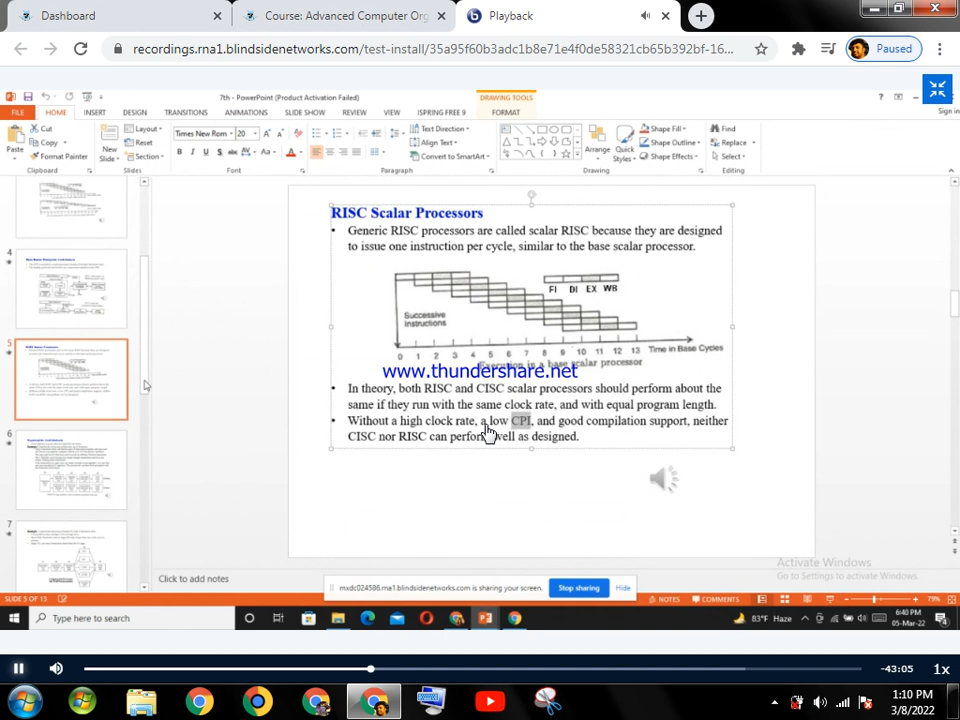 Dashboard
Course: Advanced Computer Org
Playback
recordings.rna1.blindsidenetworks.com/test-install/35a95f60b3adc1b8e71e4f0de58321cb65b392bf-16...
Paused
7th - PowerPoint (Product Activation Failed)
DRAWING TOOLS
Sign in
FILE HOME INSERT DESIGN TRANSITIONS ANIMATIONS SLIDE SHOW REVIEW VIEW ISPRING FREE 9 FORMAT
Paste
Cut
Copy
Format Painter
Clipboard
New Slide
Layout
Reset
Section
Slides
Times New Rom 20
Font
Text Direction
Align Text
Convert to SmartArt
Paragraph
Arrange
Quick Styles
Shape Fill
Shape Outline
Shape Effects
Drawing
Find
Replace
Select
Editing
4
5
6
7
RISC Scalar Processors
• Generic RISC processors are called scalar RISC because they are designed
to issue one instruction per cycle, similar to the base scalar processor.
FI DI EX WB
Successive
Instructions
0 1 2 3 4 5 6 7 8 9 10 11 12 13 Time in Base Cycles
Execution in a base scalar processor
www.thundershare.net
• In theory, both RISC and CISC scalar processors should perform about the
same if they run with the same clock rate, and with equal program length.
• Without a high clock rate, a low CPI, and good compilation support, neither
CISC nor RISC can perform well as designed.
Click to add notes
Activate Windows
Go to Settings to activate Windows.
mxdc024586.rna1.blindsidenetworks.com is sharing your screen.
Stop sharing
Hide
SLIDE 5 OF 13
NOTES
COMMENTS
79%
Type here to search
83°F Haze
6:40 PM
05-Mar-22
-43:05
1x
1:10 PM
3/8/2022